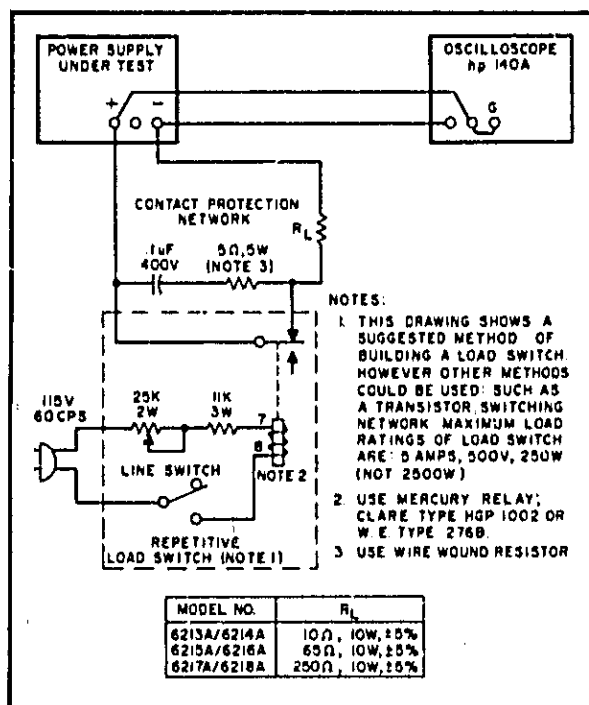 POWER SUPPLY
UNDER TEST
OSCILLOSCOPE
hp 140A
+
-
G
CONTACT PROTECTION
NETWORK
.1uF
400V
5Ω,5W
(NOTE 3)
RL
NOTES:
1. THIS DRAWING SHOWS A
SUGGESTED METHOD OF
BUILDING A LOAD SWITCH.
HOWEVER OTHER METHODS
COULD BE USED: SUCH AS
A TRANSISTOR SWITCHING
NETWORK. MAXIMUM LOAD
RATINGS OF LOAD SWITCH
ARE: 5 AMPS, 500V, 250W
(NOT 2500W)
2. USE MERCURY RELAY;
CLARE TYPE HGP 1002 OR
W.E. TYPE 276B.
3. USE WIRE WOUND RESISTOR
115V
60CPS
25K
2W
11K
3W
7
8
NOTE 2
LINE SWITCH
REPETITIVE
LOAD SWITCH (NOTE 1)
MODEL NO. RL
6213A/6214A 10Ω, 10W, ±5%
6215A/6216A 65Ω, 10W, ±5%
6217A/6218A 250Ω, 10W, ±5%